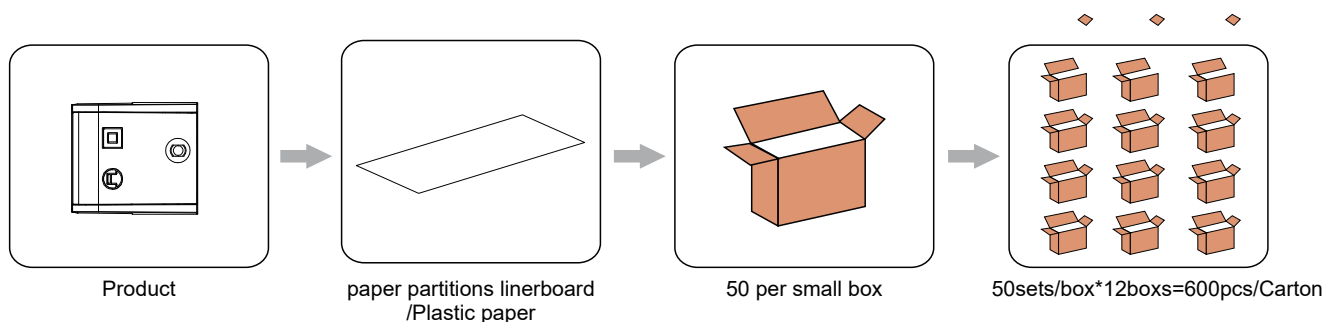 Product
paper partitions linerboard
/Plastic paper
50 per small box
50sets/box*12boxs=600pcs/Carton